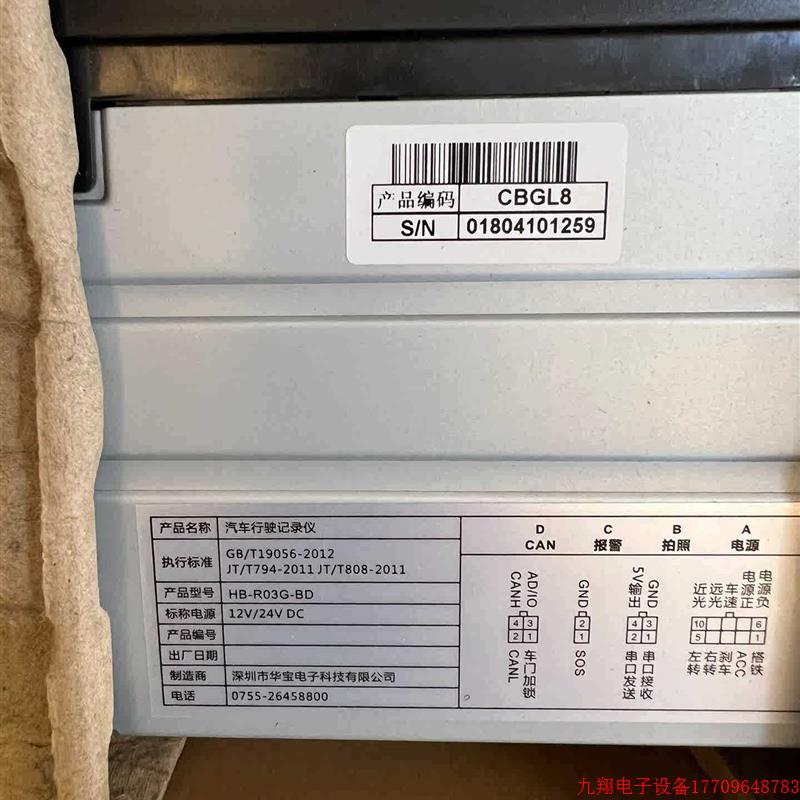 产品编码 CBGL8
S/N 01804101259
产品名称 汽车行驶记录仪
执行标准 GB/T19056-2012
JT/T794-2011 JT/T808-2011
产品型号 HB-R03G-BD
标称电源 12V/24V DC
产品编号
出厂日期
制造商 深圳市华宝电子科技有限公司
电话 0755-26458800
D C B A
CAN 报警 拍照 电源
CANH AD/IO GND 5V输出 GND 近光 远光 车速 电源正 电源负
4 3 2 4 3 10 6
2 1 1 2 1 5 1
CANL 车门加锁 SOS 串口发送 串口接收 左转 右转 刹车 ACC 搭铁
九翔电子设备17709648783